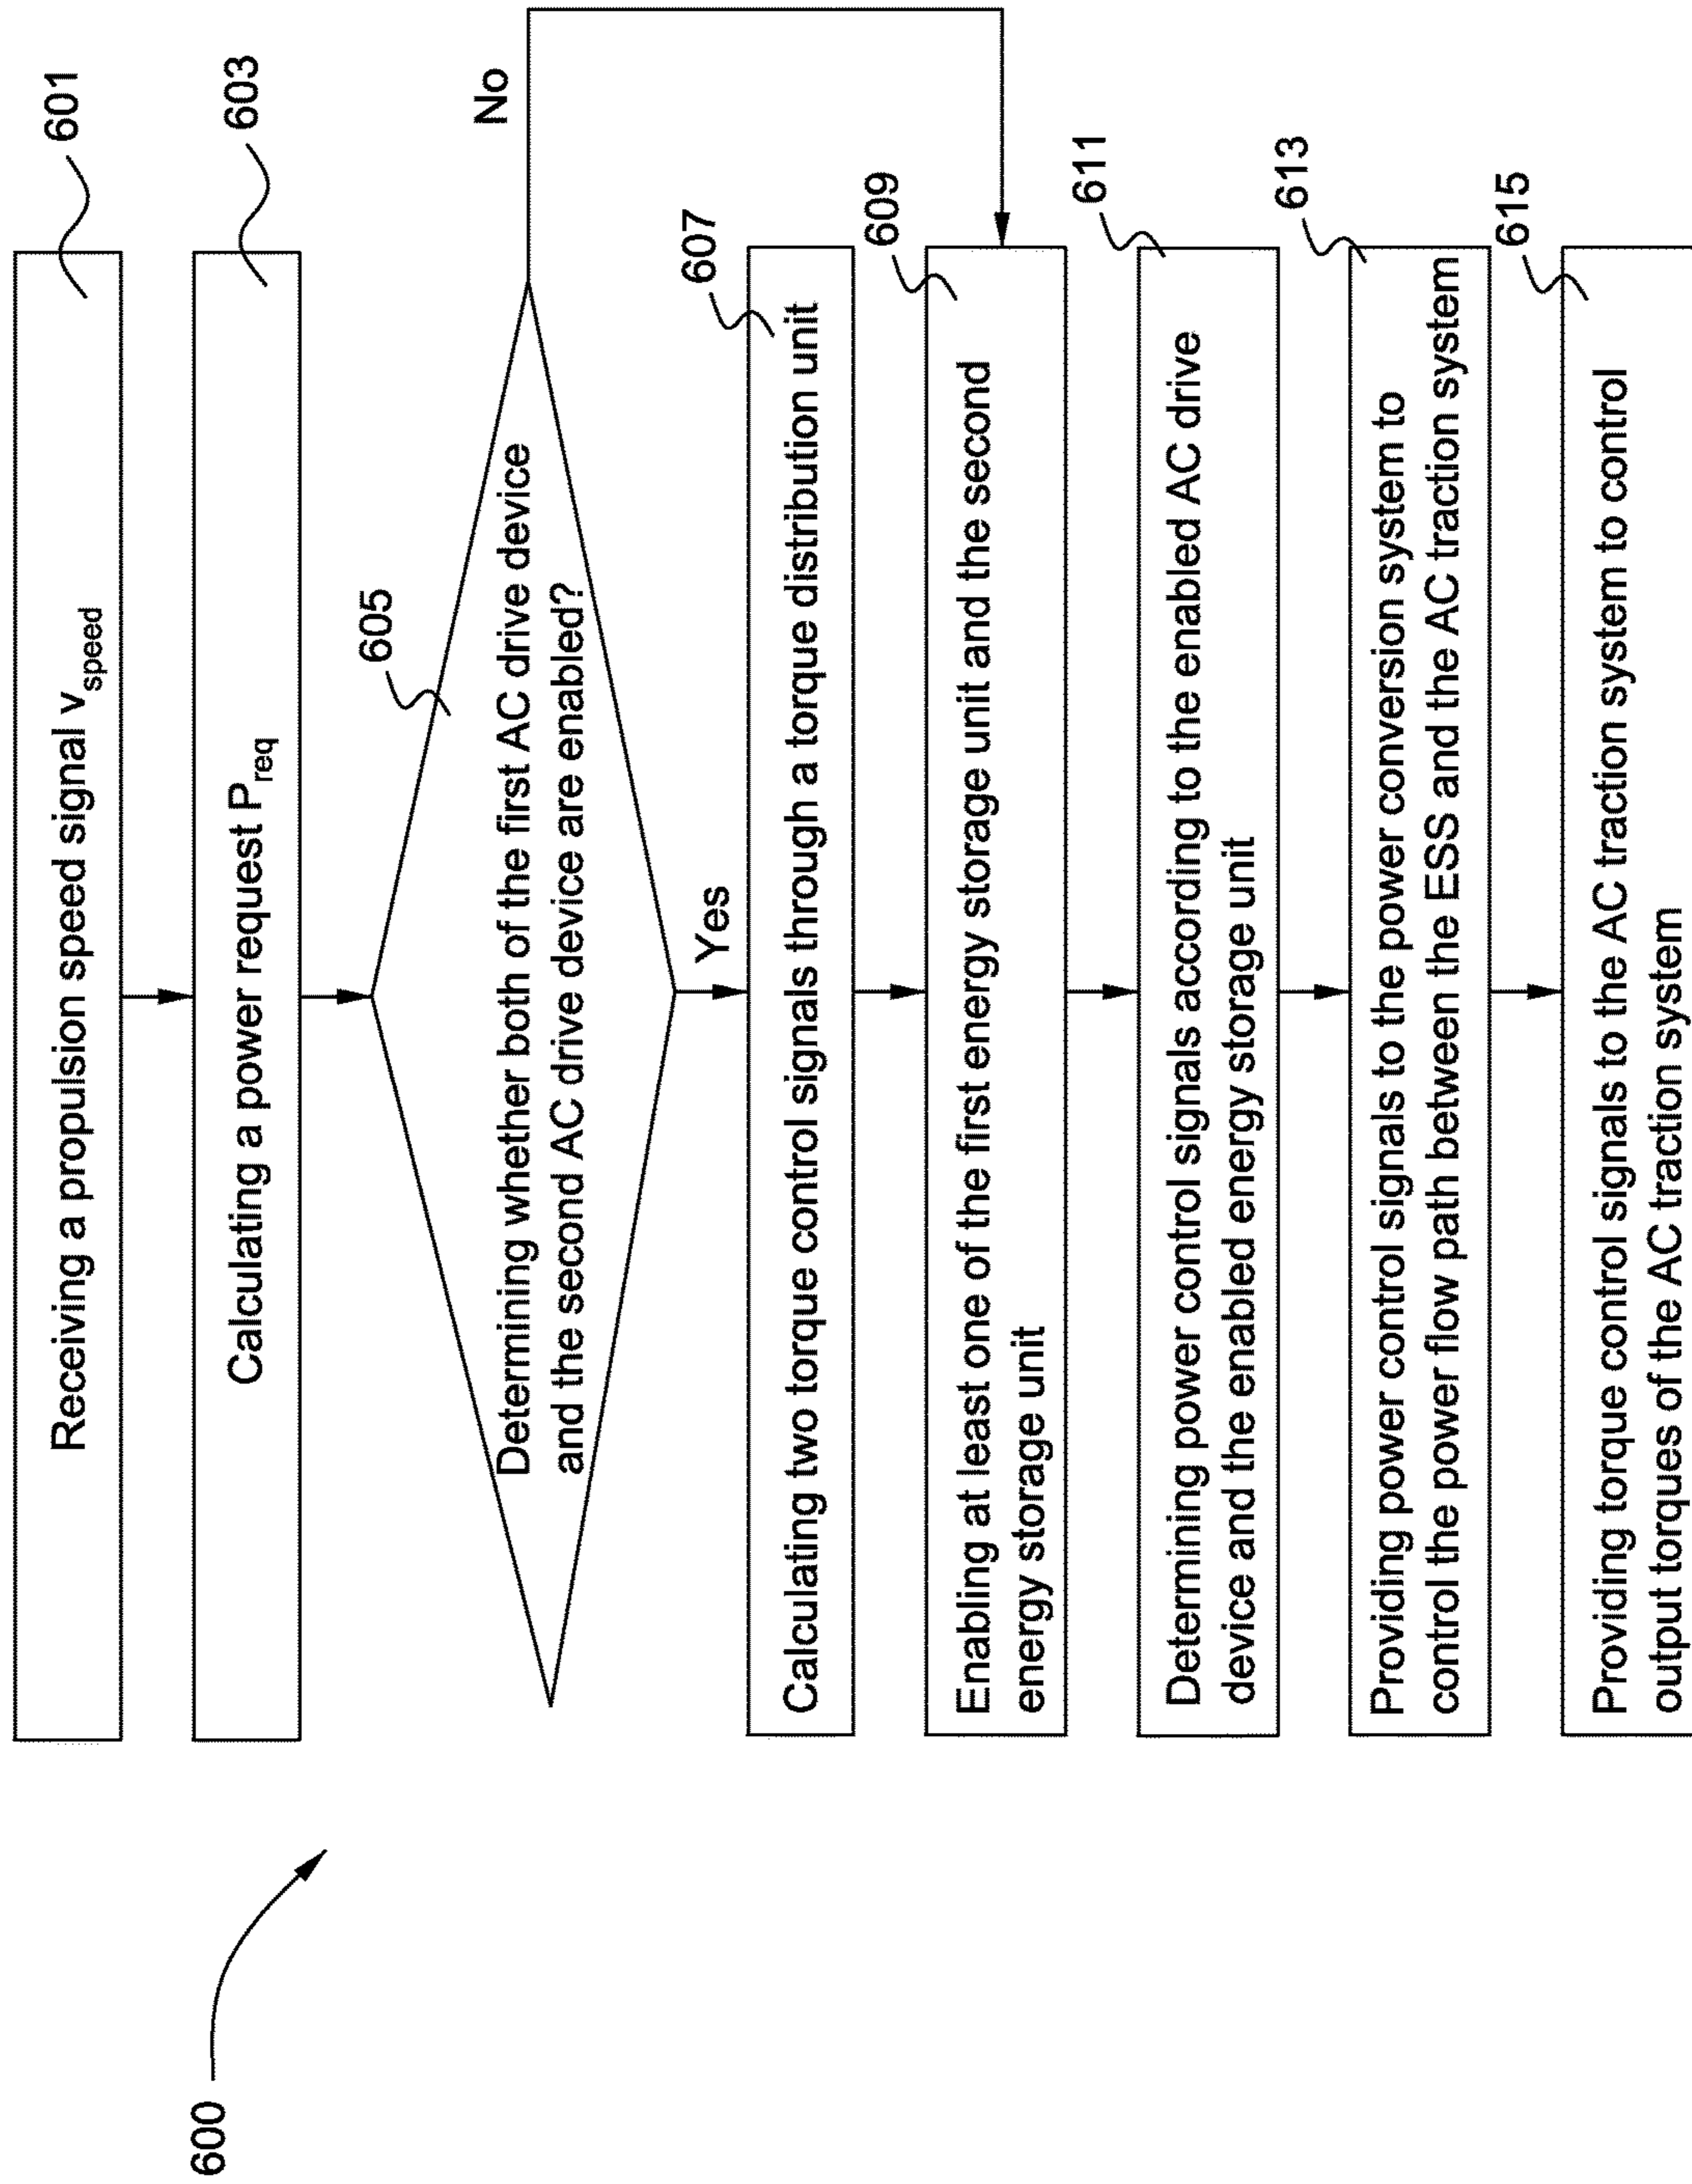 600
601
Receiving a propulsion speed signal vspeed
603
Calculating a power request Preq
605
Determining whether both of the first AC drive device
and the second AC drive device are enabled?
No
Yes
607
Calculating two torque control signals through a torque distribution unit
609
Enabling at least one of the first energy storage unit and the second
energy storage unit
611
Determining power control signals according to the enabled AC drive
device and the enabled energy storage unit
613
Providing power control signals to the power conversion system to
control the power flow path between the ESS and the AC traction system
615
Providing torque control signals to the AC traction system to control
output torques of the AC traction system